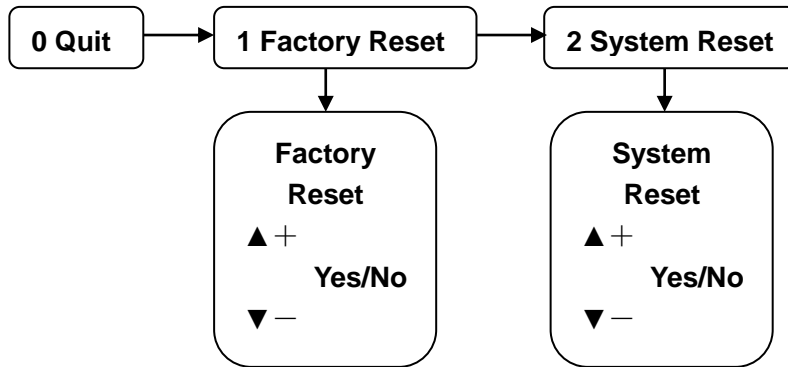 0 Quit
1 Factory Reset
2 System Reset
Factory
Reset
▲＋
Yes/No
▼－
System
Reset
▲＋
Yes/No
▼－